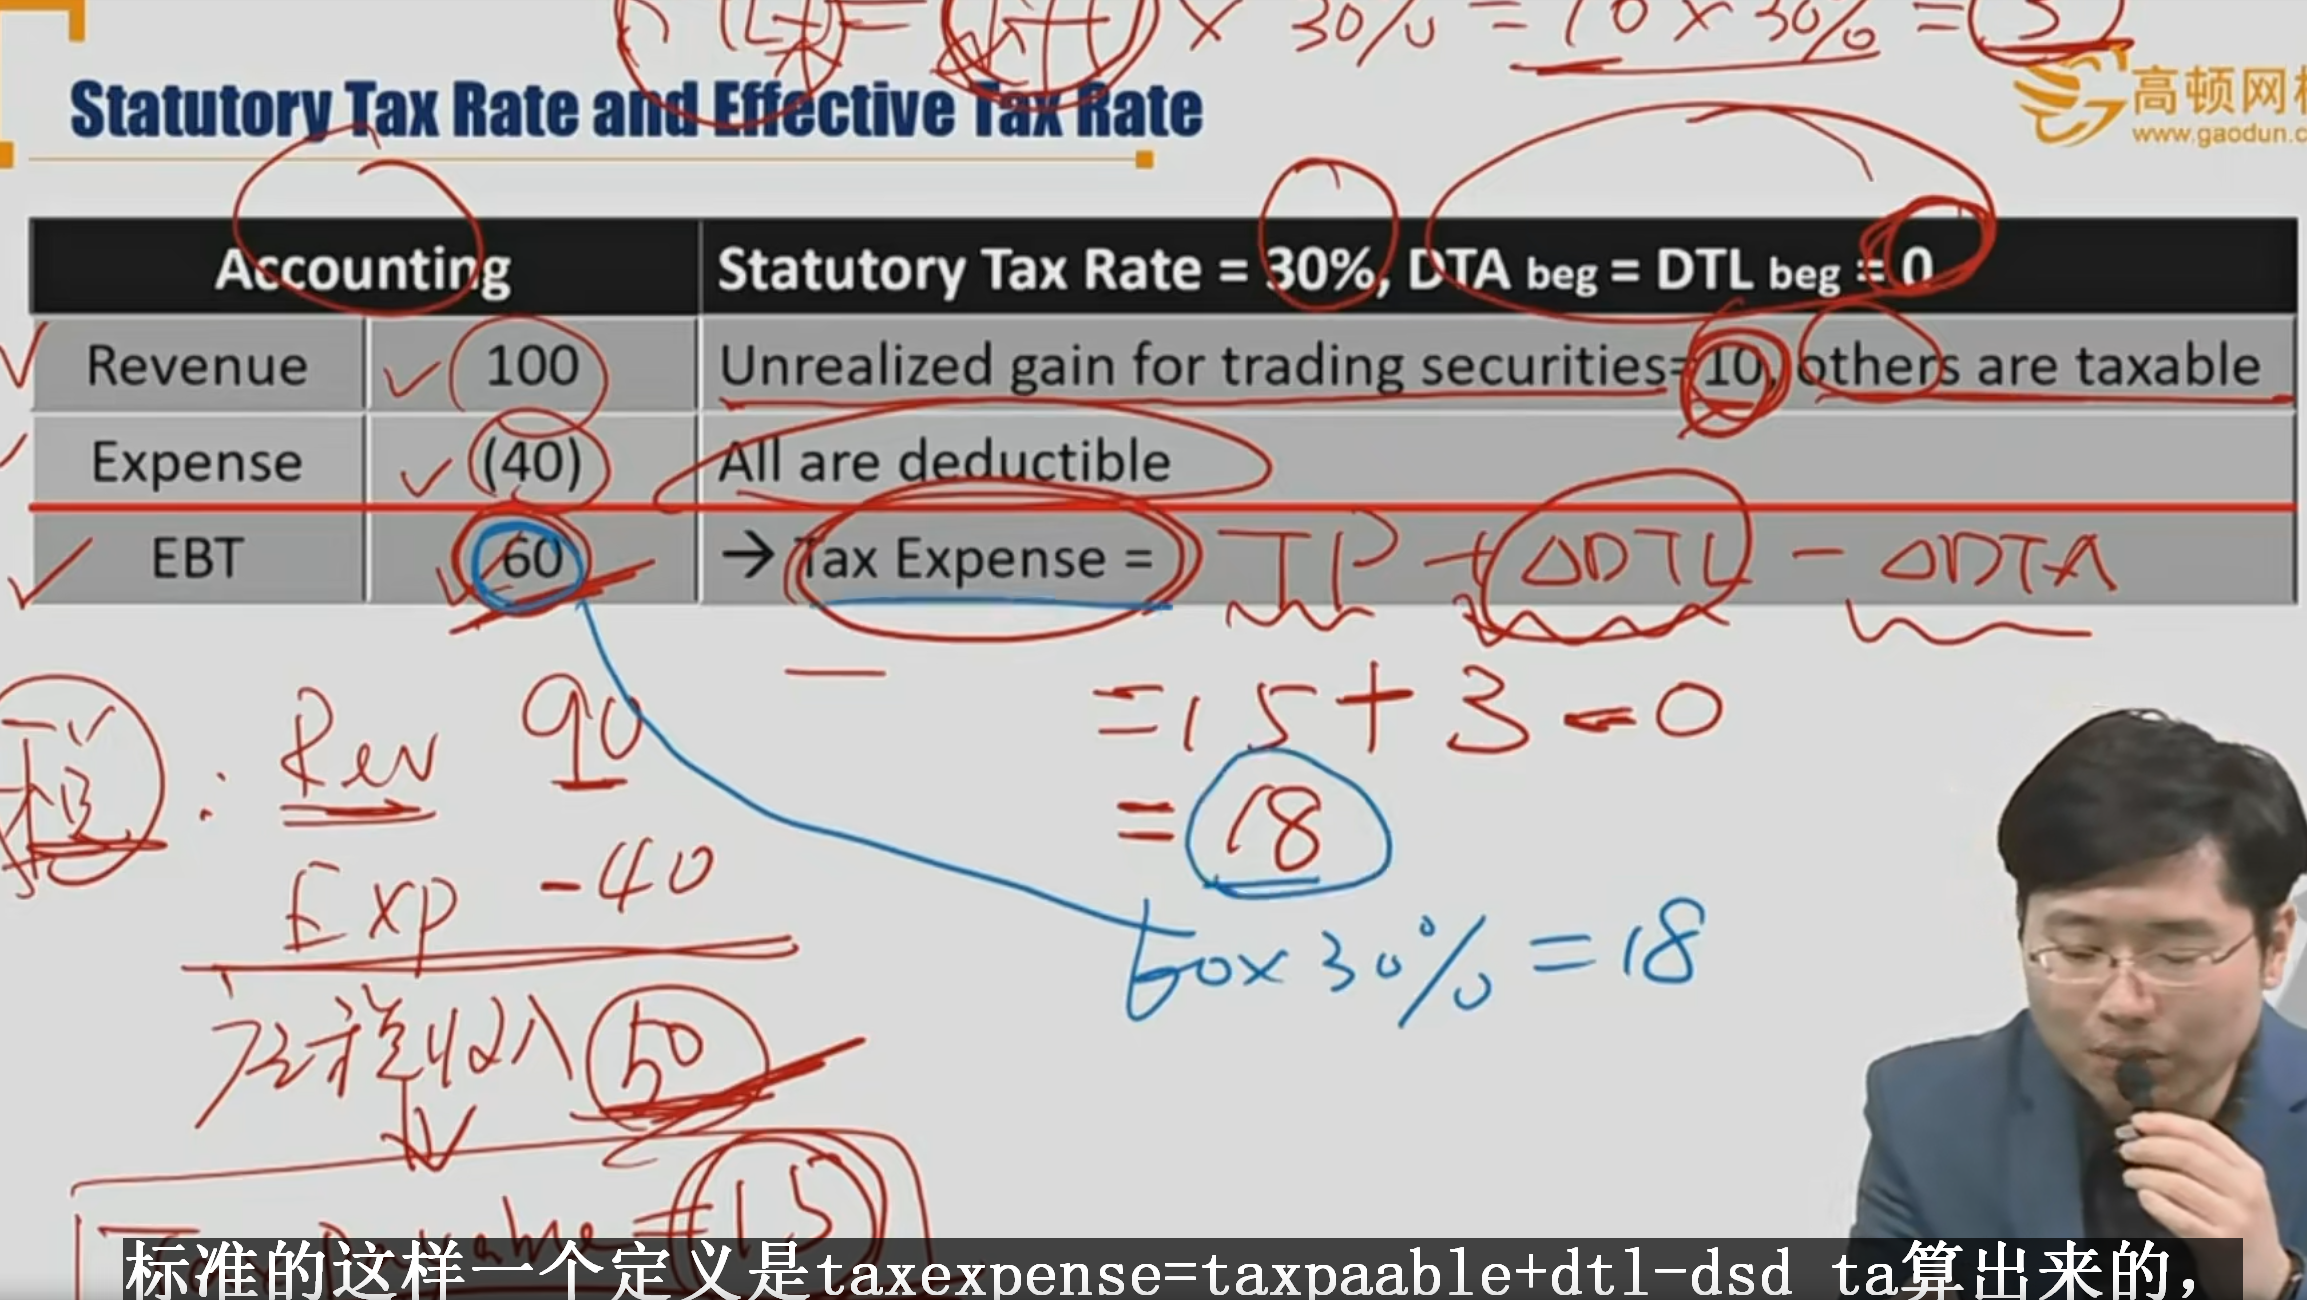 = × 30% = 10 × 30% = 3
Statutory Tax Rate and Effective Tax Rate
高顿网校
www.gaodun.c
Accounting
Statutory Tax Rate = 30%, DTA beg = DTL beg = 0
Revenue 100 Unrealized gain for trading securities=10, others are taxable
Expense (40) All are deductible
EBT 60 → Tax Expense = TP + ΔDTL - ΔDTA
税: Rev 90
= 15 + 3 - 0
Exp -40
= 18
60 x 30% = 18
应税收入 50
Payable = 15
标准的这样一个定义是taxexpense=taxpaable+dtl-dsd ta算出来的，